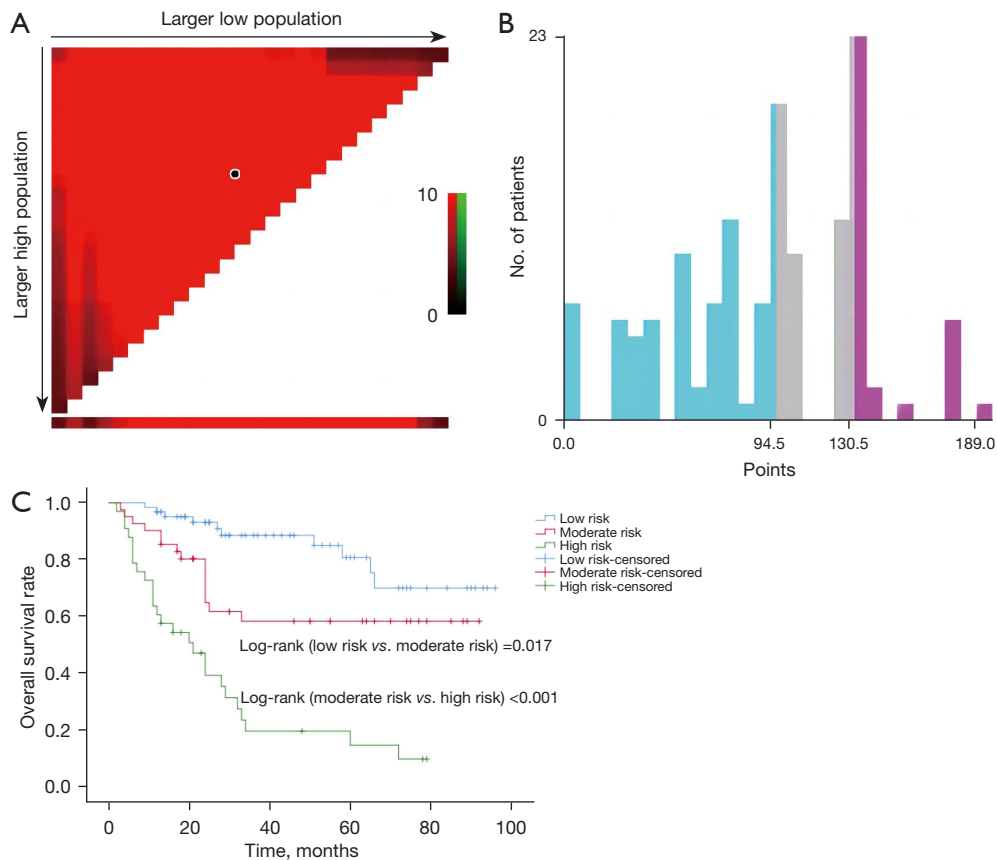 A
Larger low population
Larger high population
10
0
B
23
No. of patients
0
0.0
94.5
130.5
189.0
Points
C
1.0
0.8
0.6
0.4
0.2
0.0
Overall survival rate
Low risk
Moderate risk
High risk
Low risk-censored
Moderate risk-censored
High risk-censored
Log-rank (low risk vs. moderate risk) =0.017
Log-rank (moderate risk vs. high risk) <0.001
0
20
40
60
80
100
Time, months